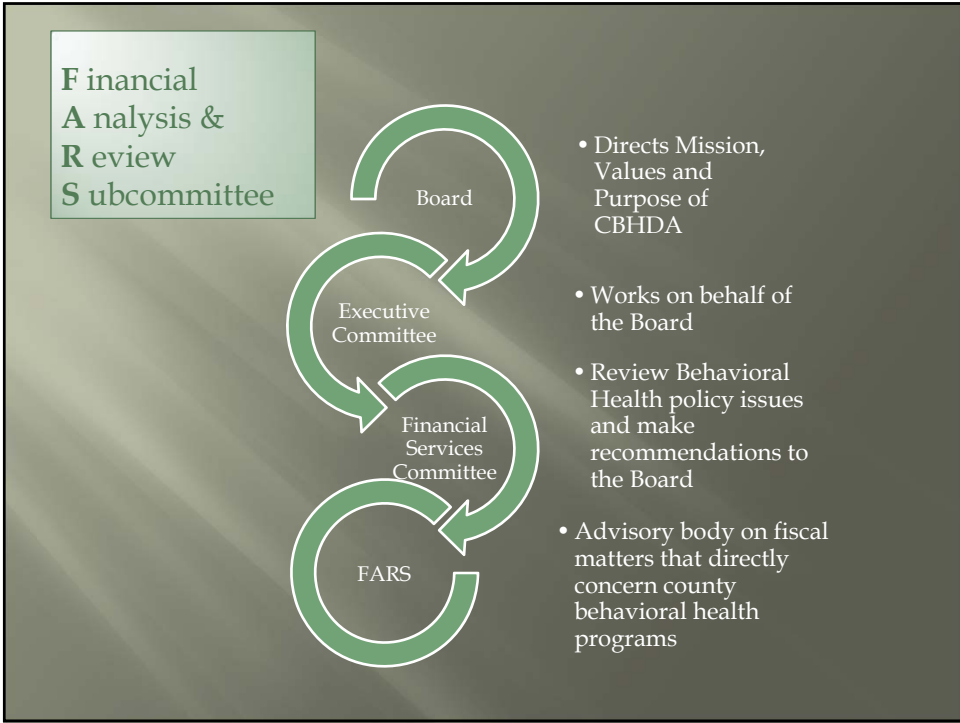 F inancial
A nalysis &
R eview
S ubcommittee
Board
• Directs Mission,
Values and
Purpose of
CBHDA
Executive
Committee
• Works on behalf of
the Board
Financial
Services
Committee
• Review Behavioral
Health policy issues
and make
recommendations to
the Board
FARS
• Advisory body on fiscal
matters that directly
concern county
behavioral health
programs